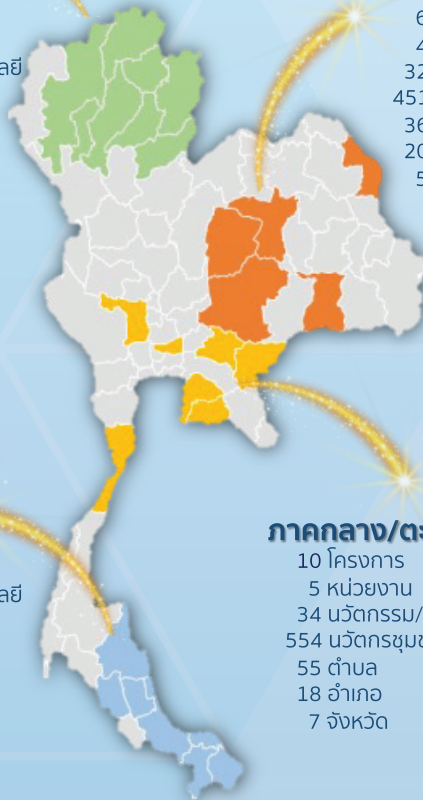 6
4
ลยี
32
451
36
20
5
ภาคกลาง/ตะ
10 โครงการ
5 หน่วยงาน
ลยี
34 นวัตกรรม/
554 นวัตกรชุมช
55 ตำบล
18 อำเภอ
7 จังหวัด